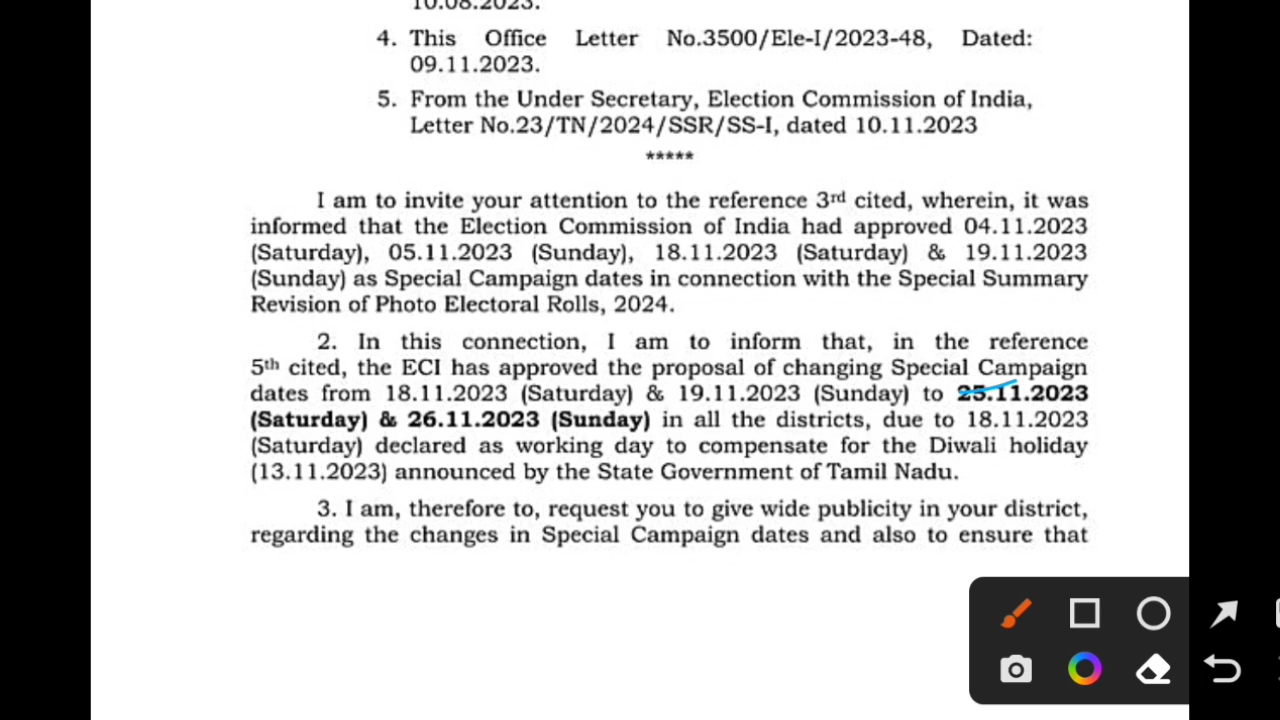 10.08.2023.
4. This Office Letter No.3500/Ele-I/2023-48, Dated:
09.11.2023.
5. From the Under Secretary, Election Commission of India,
Letter No.23/TN/2024/SSR/SS-I, dated 10.11.2023
*****
I am to invite your attention to the reference 3rd cited, wherein, it was
informed that the Election Commission of India had approved 04.11.2023
(Saturday), 05.11.2023 (Sunday), 18.11.2023 (Saturday) & 19.11.2023
(Sunday) as Special Campaign dates in connection with the Special Summary
Revision of Photo Electoral Rolls, 2024.
2. In this connection, I am to inform that, in the reference
5th cited, the ECI has approved the proposal of changing Special Campaign
dates from 18.11.2023 (Saturday) & 19.11.2023 (Sunday) to 25.11.2023
(Saturday) & 26.11.2023 (Sunday) in all the districts, due to 18.11.2023
(Saturday) declared as working day to compensate for the Diwali holiday
(13.11.2023) announced by the State Government of Tamil Nadu.
3. I am, therefore to, request you to give wide publicity in your district,
regarding the changes in Special Campaign dates and also to ensure that